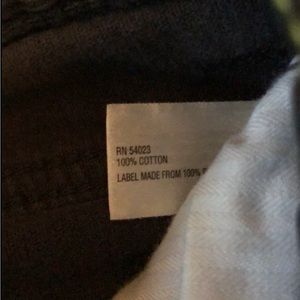 RN 54023
100% COTTON
LABEL MADE FROM 100%